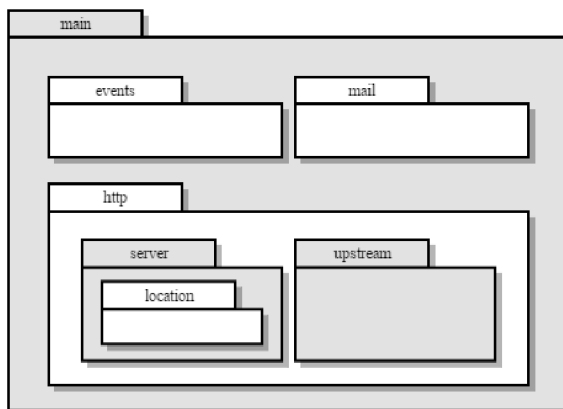 main
events
mail
http
server
upstream
location